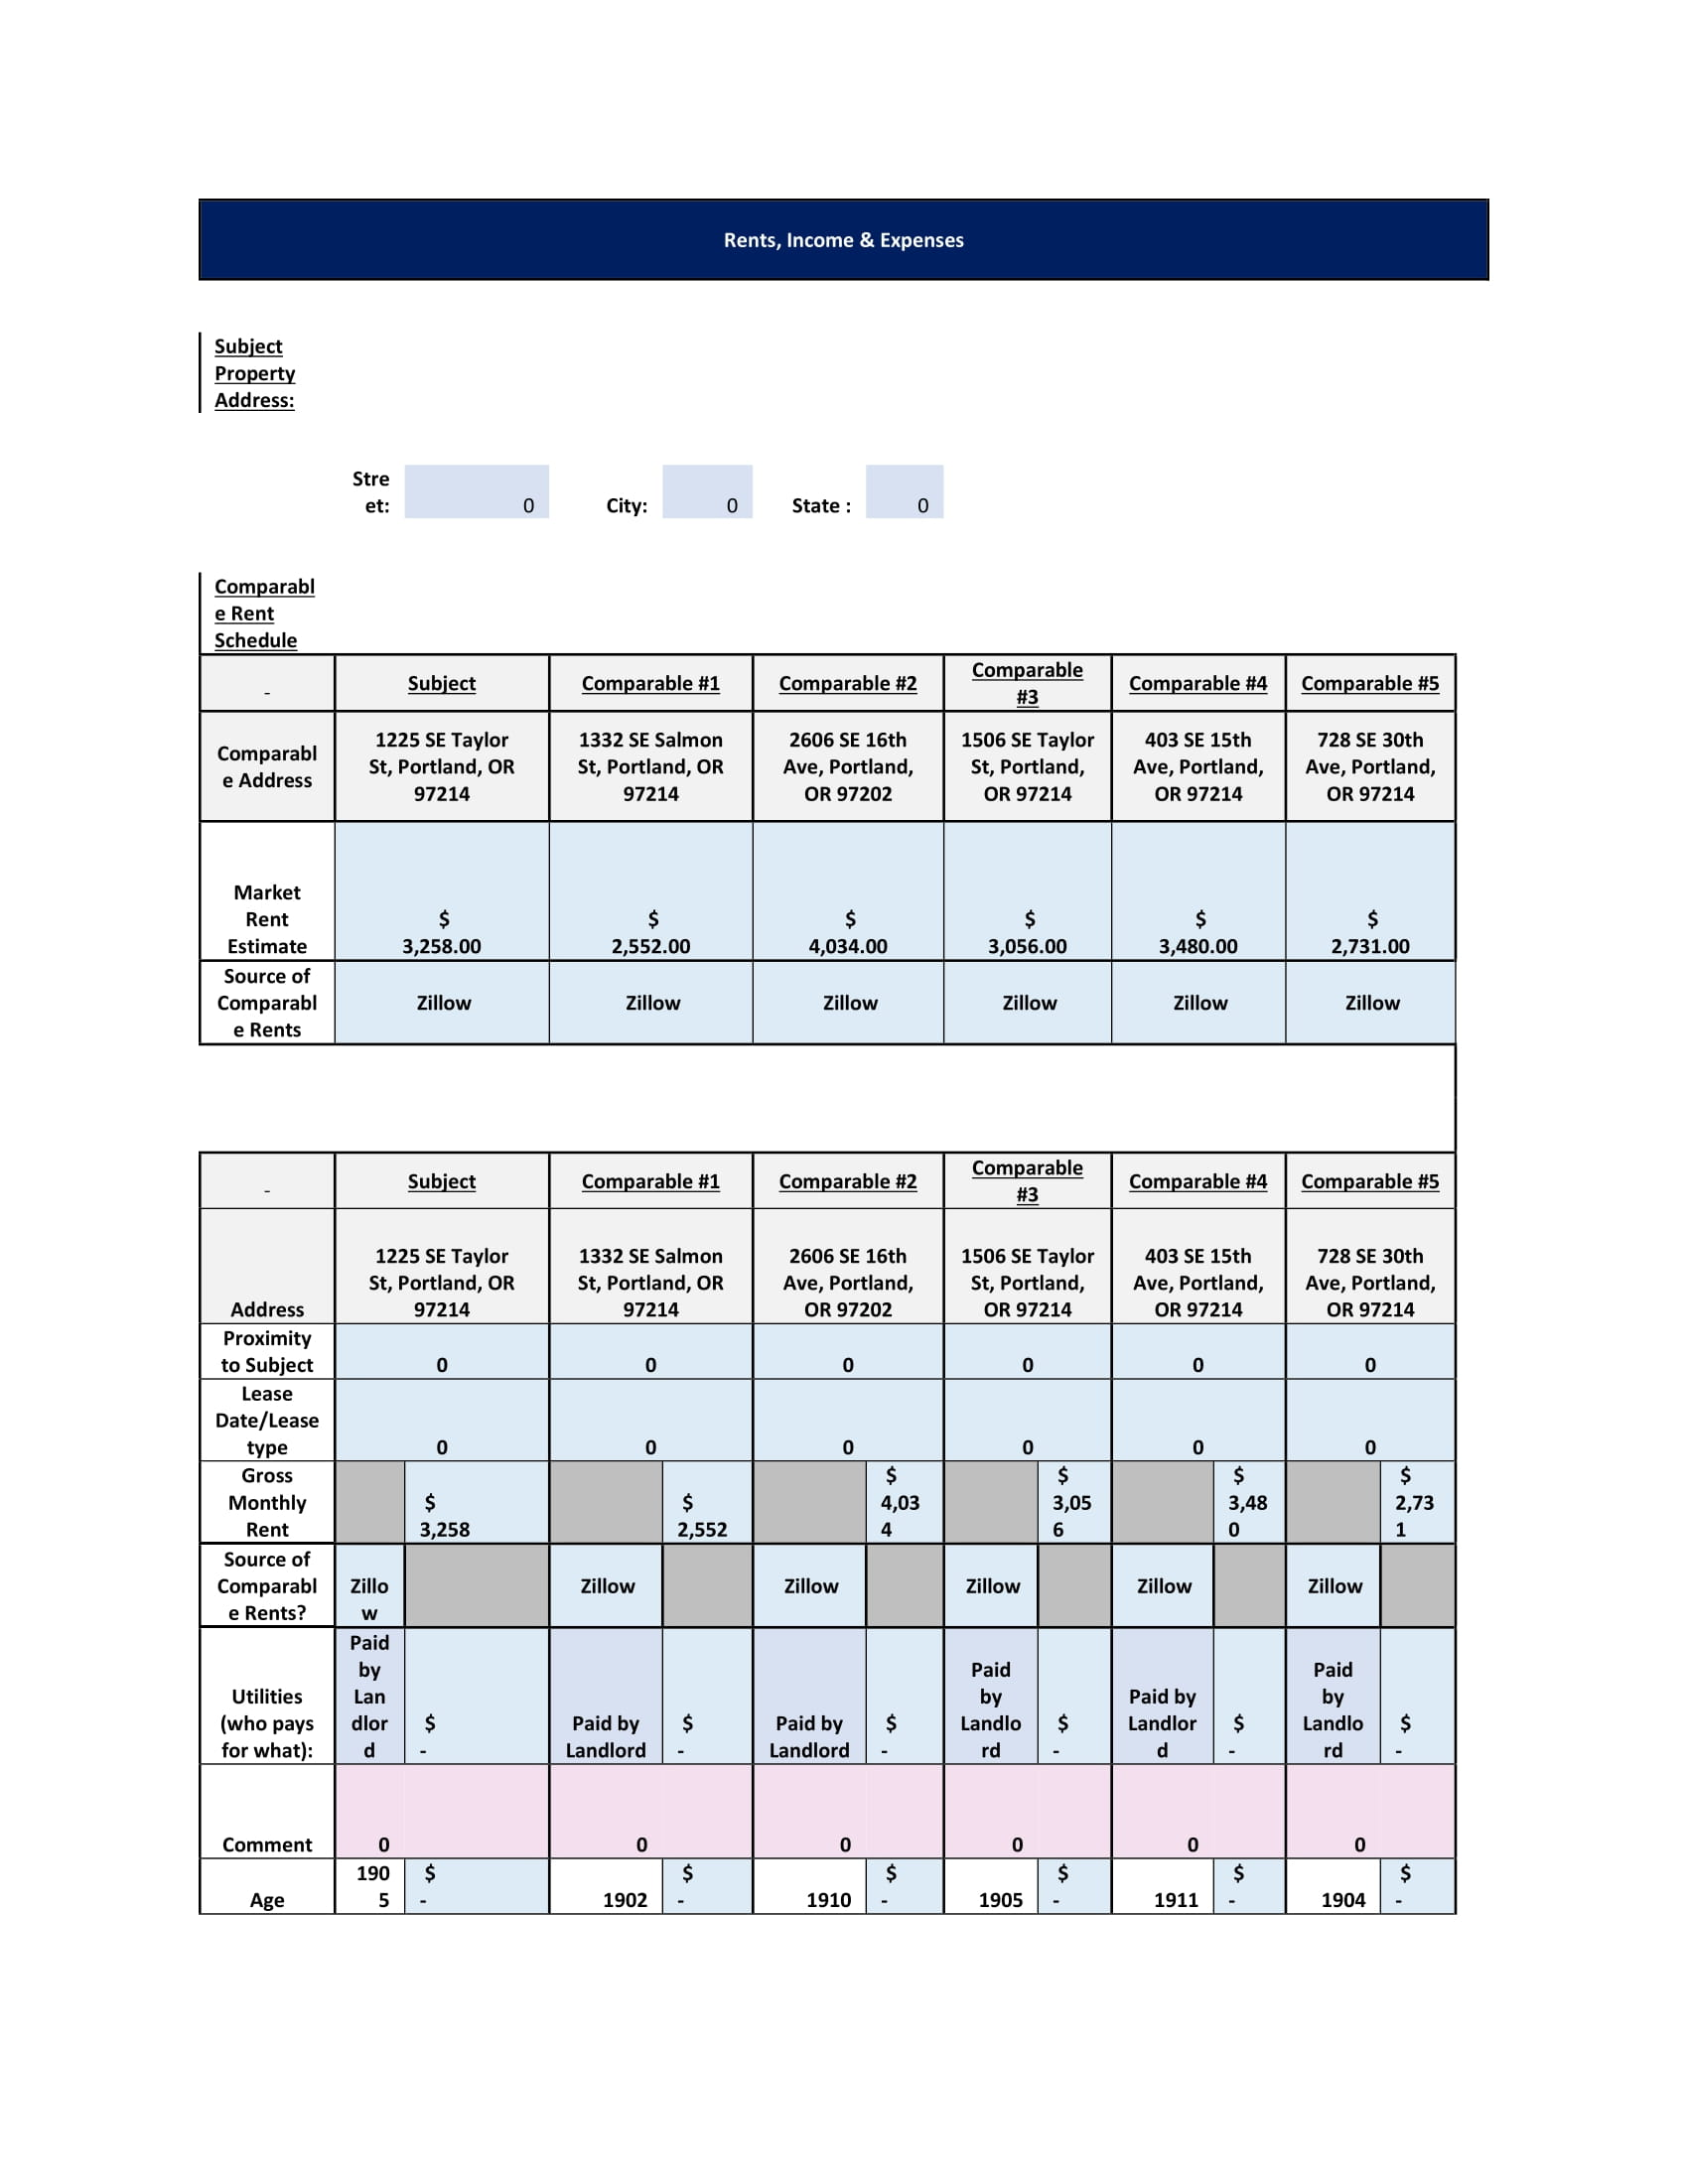 Rents, Income & Expenses
Subject
Property
Address:
Stre
et:
0
City:
0
State :
0
Comparabl
e Rent
Schedule
-
Subject
Comparable #1
Comparable #2
Comparable
#3
Comparable #4
Comparable #5
Comparabl
e Address
1225 SE Taylor
St, Portland, OR
97214
1332 SE Salmon
St, Portland, OR
97214
2606 SE 16th
Ave, Portland,
OR 97202
1506 SE Taylor
St, Portland,
OR 97214
403 SE 15th
Ave, Portland,
OR 97214
728 SE 30th
Ave, Portland,
OR 97214
Market
Rent
Estimate
$
3,258.00
$
2,552.00
$
4,034.00
$
3,056.00
$
3,480.00
$
2,731.00
Source of
Comparabl
e Rents
Zillow
Zillow
Zillow
Zillow
Zillow
Zillow
-
Subject
Comparable #1
Comparable #2
Comparable
#3
Comparable #4
Comparable #5
Address
1225 SE Taylor
St, Portland, OR
97214
1332 SE Salmon
St, Portland, OR
97214
2606 SE 16th
Ave, Portland,
OR 97202
1506 SE Taylor
St, Portland,
OR 97214
403 SE 15th
Ave, Portland,
OR 97214
728 SE 30th
Ave, Portland,
OR 97214
Proximity
to Subject
0
0
0
0
0
0
Lease
Date/Lease
type
0
0
0
0
0
0
Gross
Monthly
Rent
$
3,258
$
2,552
$
4,03
4
$
3,05
6
$
3,48
0
$
2,73
1
Source of
Comparabl
e Rents?
Zillo
w
Zillow
Zillow
Zillow
Zillow
Zillow
Utilities
(who pays
for what):
Paid
by
Lan
dlor
d
$
-
Paid by
Landlord
$
-
Paid by
Landlord
$
-
Paid
by
Landlo
rd
$
-
Paid by
Landlor
d
$
-
Paid
by
Landlo
rd
$
-
Comment
0
0
0
0
0
0
Age
190
5
$
-
1902
$
-
1910
$
-
1905
$
-
1911
$
-
1904
$
-